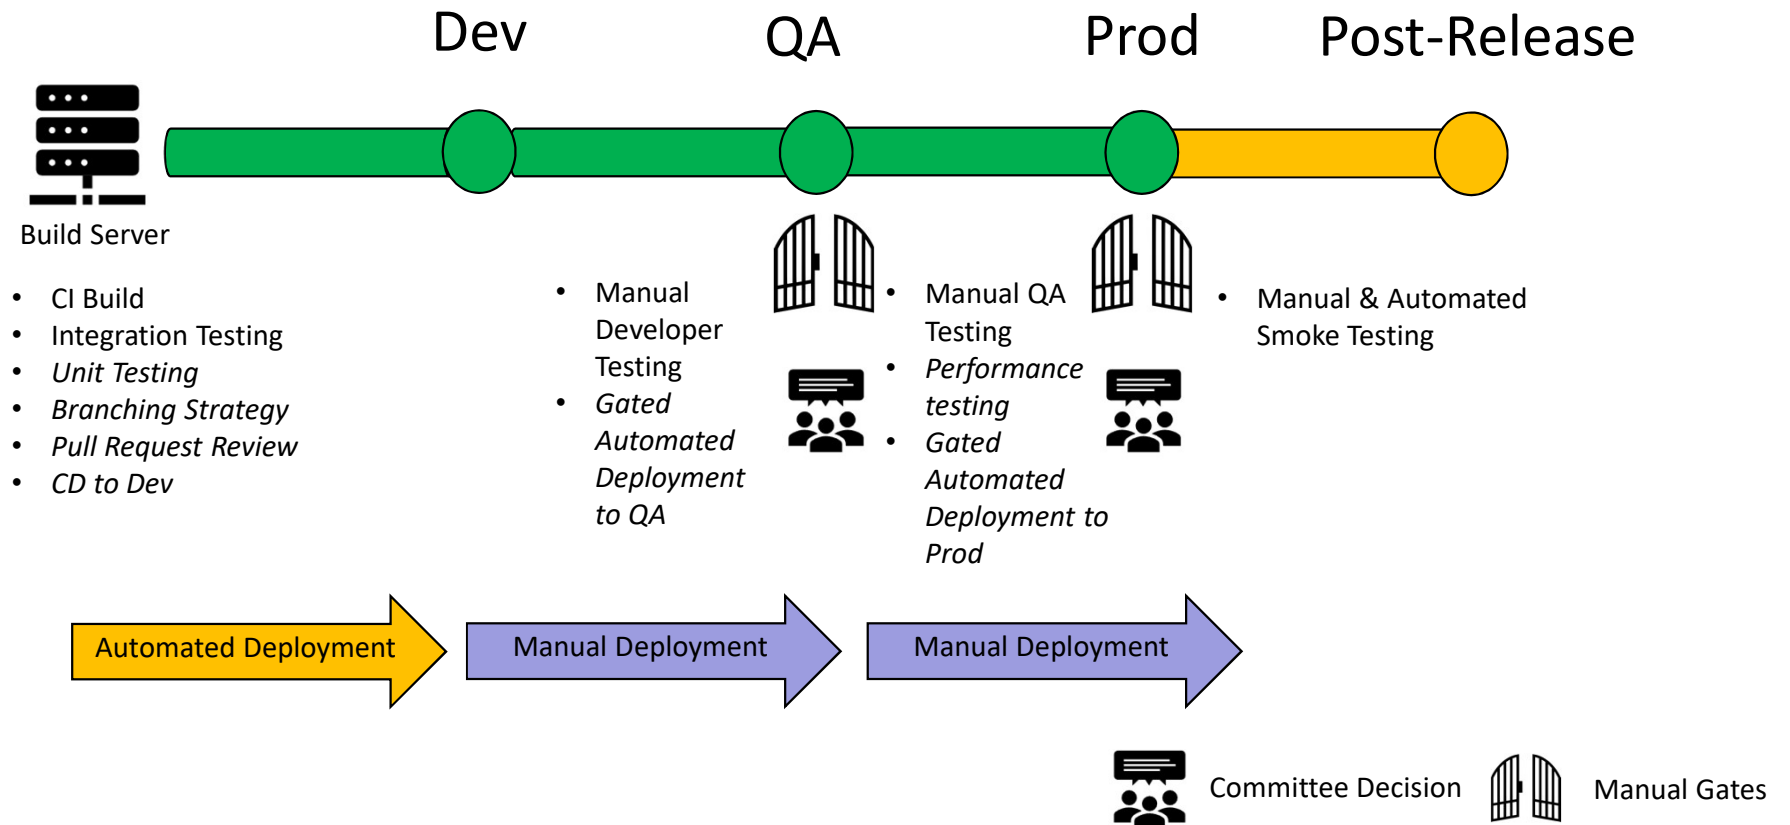 Dev
QA
Prod
Post-Release
Build Server
• CI Build
• Integration Testing
• Unit Testing
• Branching Strategy
• Pull Request Review
• CD to Dev
• Manual
Developer
Testing
• Gated
Automated
Deployment
to QA
• Manual QA
Testing
• Performance
testing
• Gated
Automated
Deployment to
Prod
• Manual & Automated
Smoke Testing
Automated Deployment
Manual Deployment
Manual Deployment
Committee Decision
Manual Gates